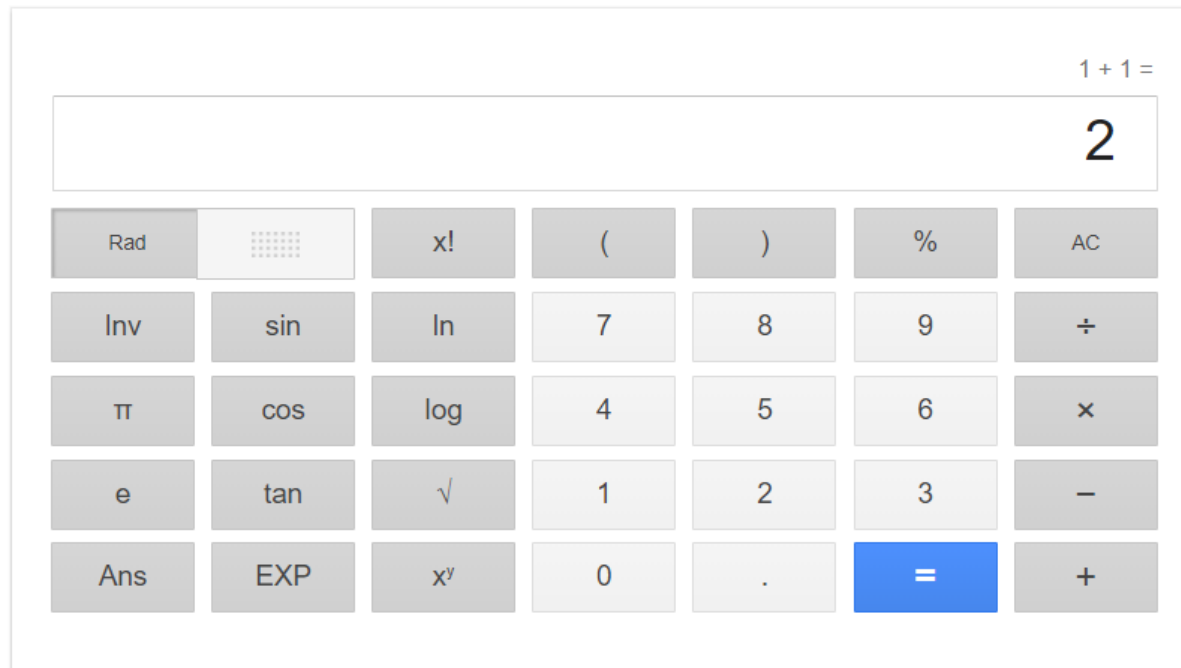 1 + 1 =
2
Rad x! ( ) % AC
Inv sin ln 7 8 9 ÷
π cos log 4 5 6 ×
e tan √ 1 2 3 −
Ans EXP xʸ 0 . = +